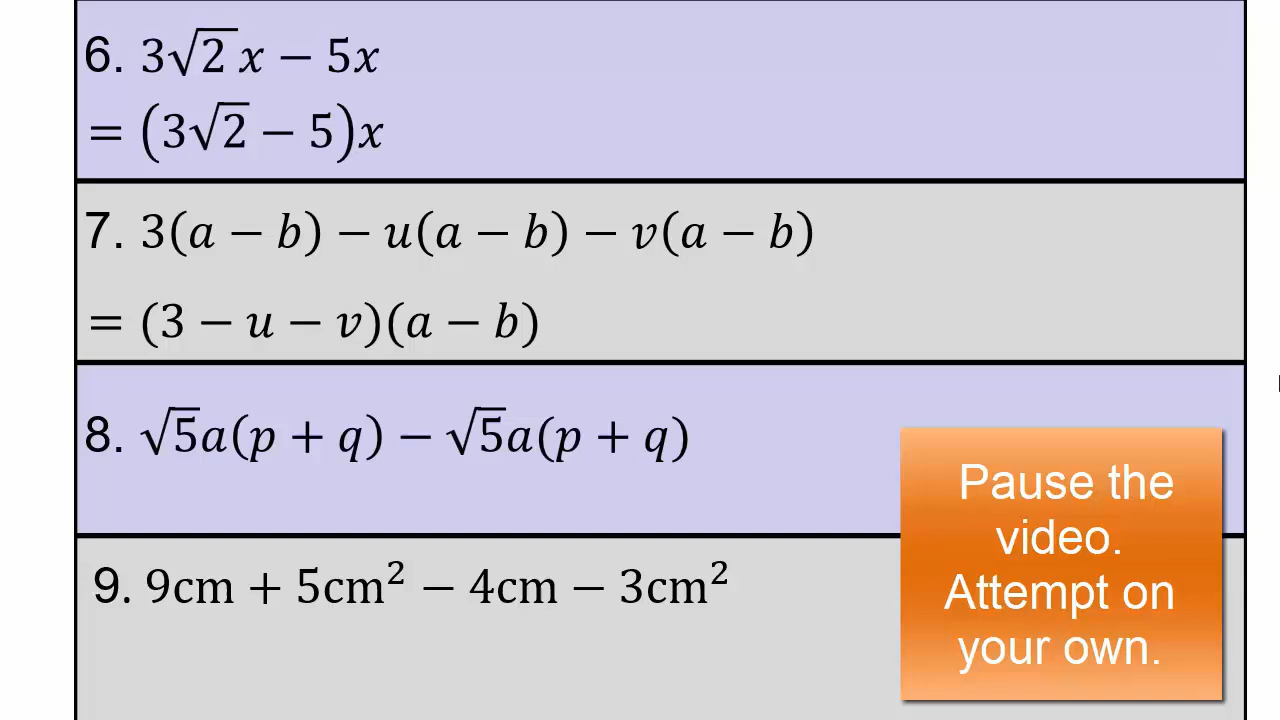 6. 3√2 x − 5x
= (3√2 − 5)x
7. 3(a − b) − u(a − b) − v(a − b)
= (3 − u − v)(a − b)
8. √5a(p + q) − √5a(p + q)
9. 9cm + 5cm² − 4cm − 3cm²
Pause the
video.
Attempt on
your own.